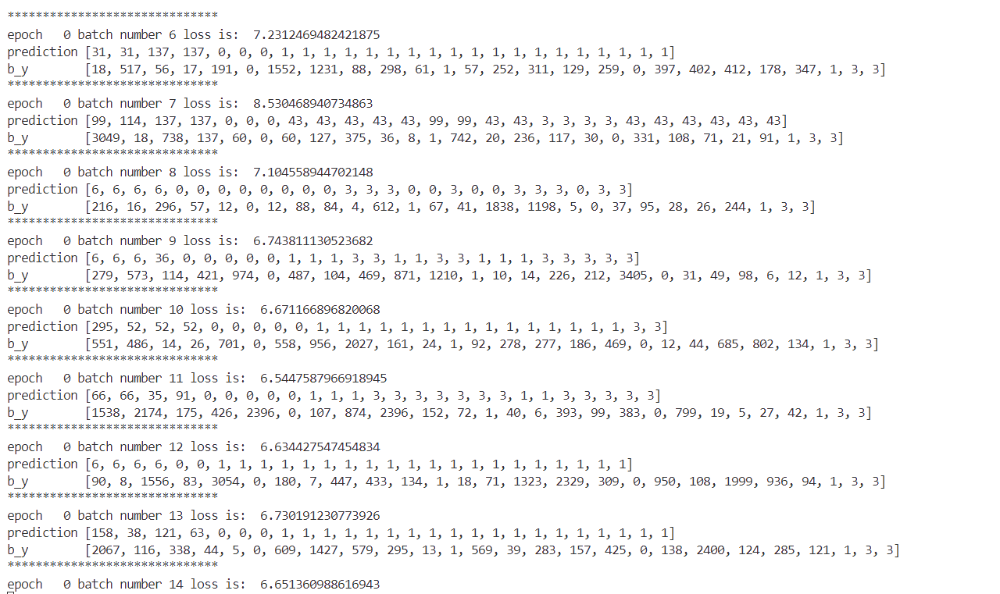 ******************************
epoch   0 batch number 6 loss is:  7.2312469482421875
prediction [31, 31, 137, 137, 0, 0, 0, 1, 1, 1, 1, 1, 1, 1, 1, 1, 1, 1, 1, 1, 1, 1, 1, 1, 1, 1]
b_y        [18, 517, 56, 17, 191, 0, 1552, 1231, 88, 298, 61, 1, 57, 252, 311, 129, 259, 0, 397, 402, 412, 178, 347, 1, 3, 3]
******************************
epoch   0 batch number 7 loss is:  8.530468940734863
prediction [99, 114, 137, 137, 0, 0, 0, 43, 43, 43, 43, 43, 99, 99, 43, 43, 3, 3, 3, 3, 43, 43, 43, 43, 43, 43]
b_y        [3049, 18, 738, 137, 60, 0, 60, 127, 375, 36, 8, 1, 742, 20, 236, 117, 30, 0, 331, 108, 71, 21, 91, 1, 3, 3]
******************************
epoch   0 batch number 8 loss is:  7.104558944702148
prediction [6, 6, 6, 6, 0, 0, 0, 0, 0, 0, 0, 0, 3, 3, 3, 0, 0, 3, 0, 0, 3, 3, 3, 0, 3, 3]
b_y        [216, 16, 296, 57, 12, 0, 12, 88, 84, 4, 612, 1, 67, 41, 1838, 1198, 5, 0, 37, 95, 28, 26, 244, 1, 3, 3]
******************************
epoch   0 batch number 9 loss is:  6.743811130523682
prediction [6, 6, 6, 36, 0, 0, 0, 0, 0, 1, 1, 1, 3, 3, 1, 1, 3, 3, 1, 1, 1, 3, 3, 3, 3, 3]
b_y        [279, 573, 114, 421, 974, 0, 487, 104, 469, 871, 1210, 1, 10, 14, 226, 212, 3405, 0, 31, 49, 98, 6, 12, 1, 3, 3]
******************************
epoch   0 batch number 10 loss is:  6.671166896820068
prediction [295, 52, 52, 52, 0, 0, 0, 0, 0, 1, 1, 1, 1, 1, 1, 1, 1, 1, 1, 1, 1, 1, 1, 1, 3, 3]
b_y        [551, 486, 14, 26, 701, 0, 558, 956, 2027, 161, 24, 1, 92, 278, 277, 186, 469, 0, 12, 44, 685, 802, 134, 1, 3, 3]
******************************
epoch   0 batch number 11 loss is:  6.5447587966918945
prediction [66, 66, 35, 91, 0, 0, 0, 0, 0, 1, 1, 1, 3, 3, 3, 3, 3, 3, 3, 1, 1, 3, 3, 3, 3, 3]
b_y        [1538, 2174, 175, 426, 2396, 0, 107, 874, 2396, 152, 72, 1, 40, 6, 393, 99, 383, 0, 799, 19, 5, 27, 42, 1, 3, 3]
******************************
epoch   0 batch number 12 loss is:  6.634427547454834
prediction [6, 6, 6, 6, 0, 0, 1, 1, 1, 1, 1, 1, 1, 1, 1, 1, 1, 1, 1, 1, 1, 1, 1, 1, 1, 1]
b_y        [90, 8, 1556, 83, 3054, 0, 180, 7, 447, 433, 134, 1, 18, 71, 1323, 2329, 309, 0, 950, 108, 1999, 936, 94, 1, 3, 3]
******************************
epoch   0 batch number 13 loss is:  6.730191230773926
prediction [158, 38, 121, 63, 0, 0, 0, 1, 1, 1, 1, 1, 1, 1, 1, 1, 1, 1, 1, 1, 1, 1, 1, 1, 1, 1]
b_y        [2067, 116, 338, 44, 5, 0, 609, 1427, 579, 295, 13, 1, 569, 39, 283, 157, 425, 0, 138, 2400, 124, 285, 121, 1, 3, 3]
******************************
epoch   0 batch number 14 loss is:  6.651360988616943